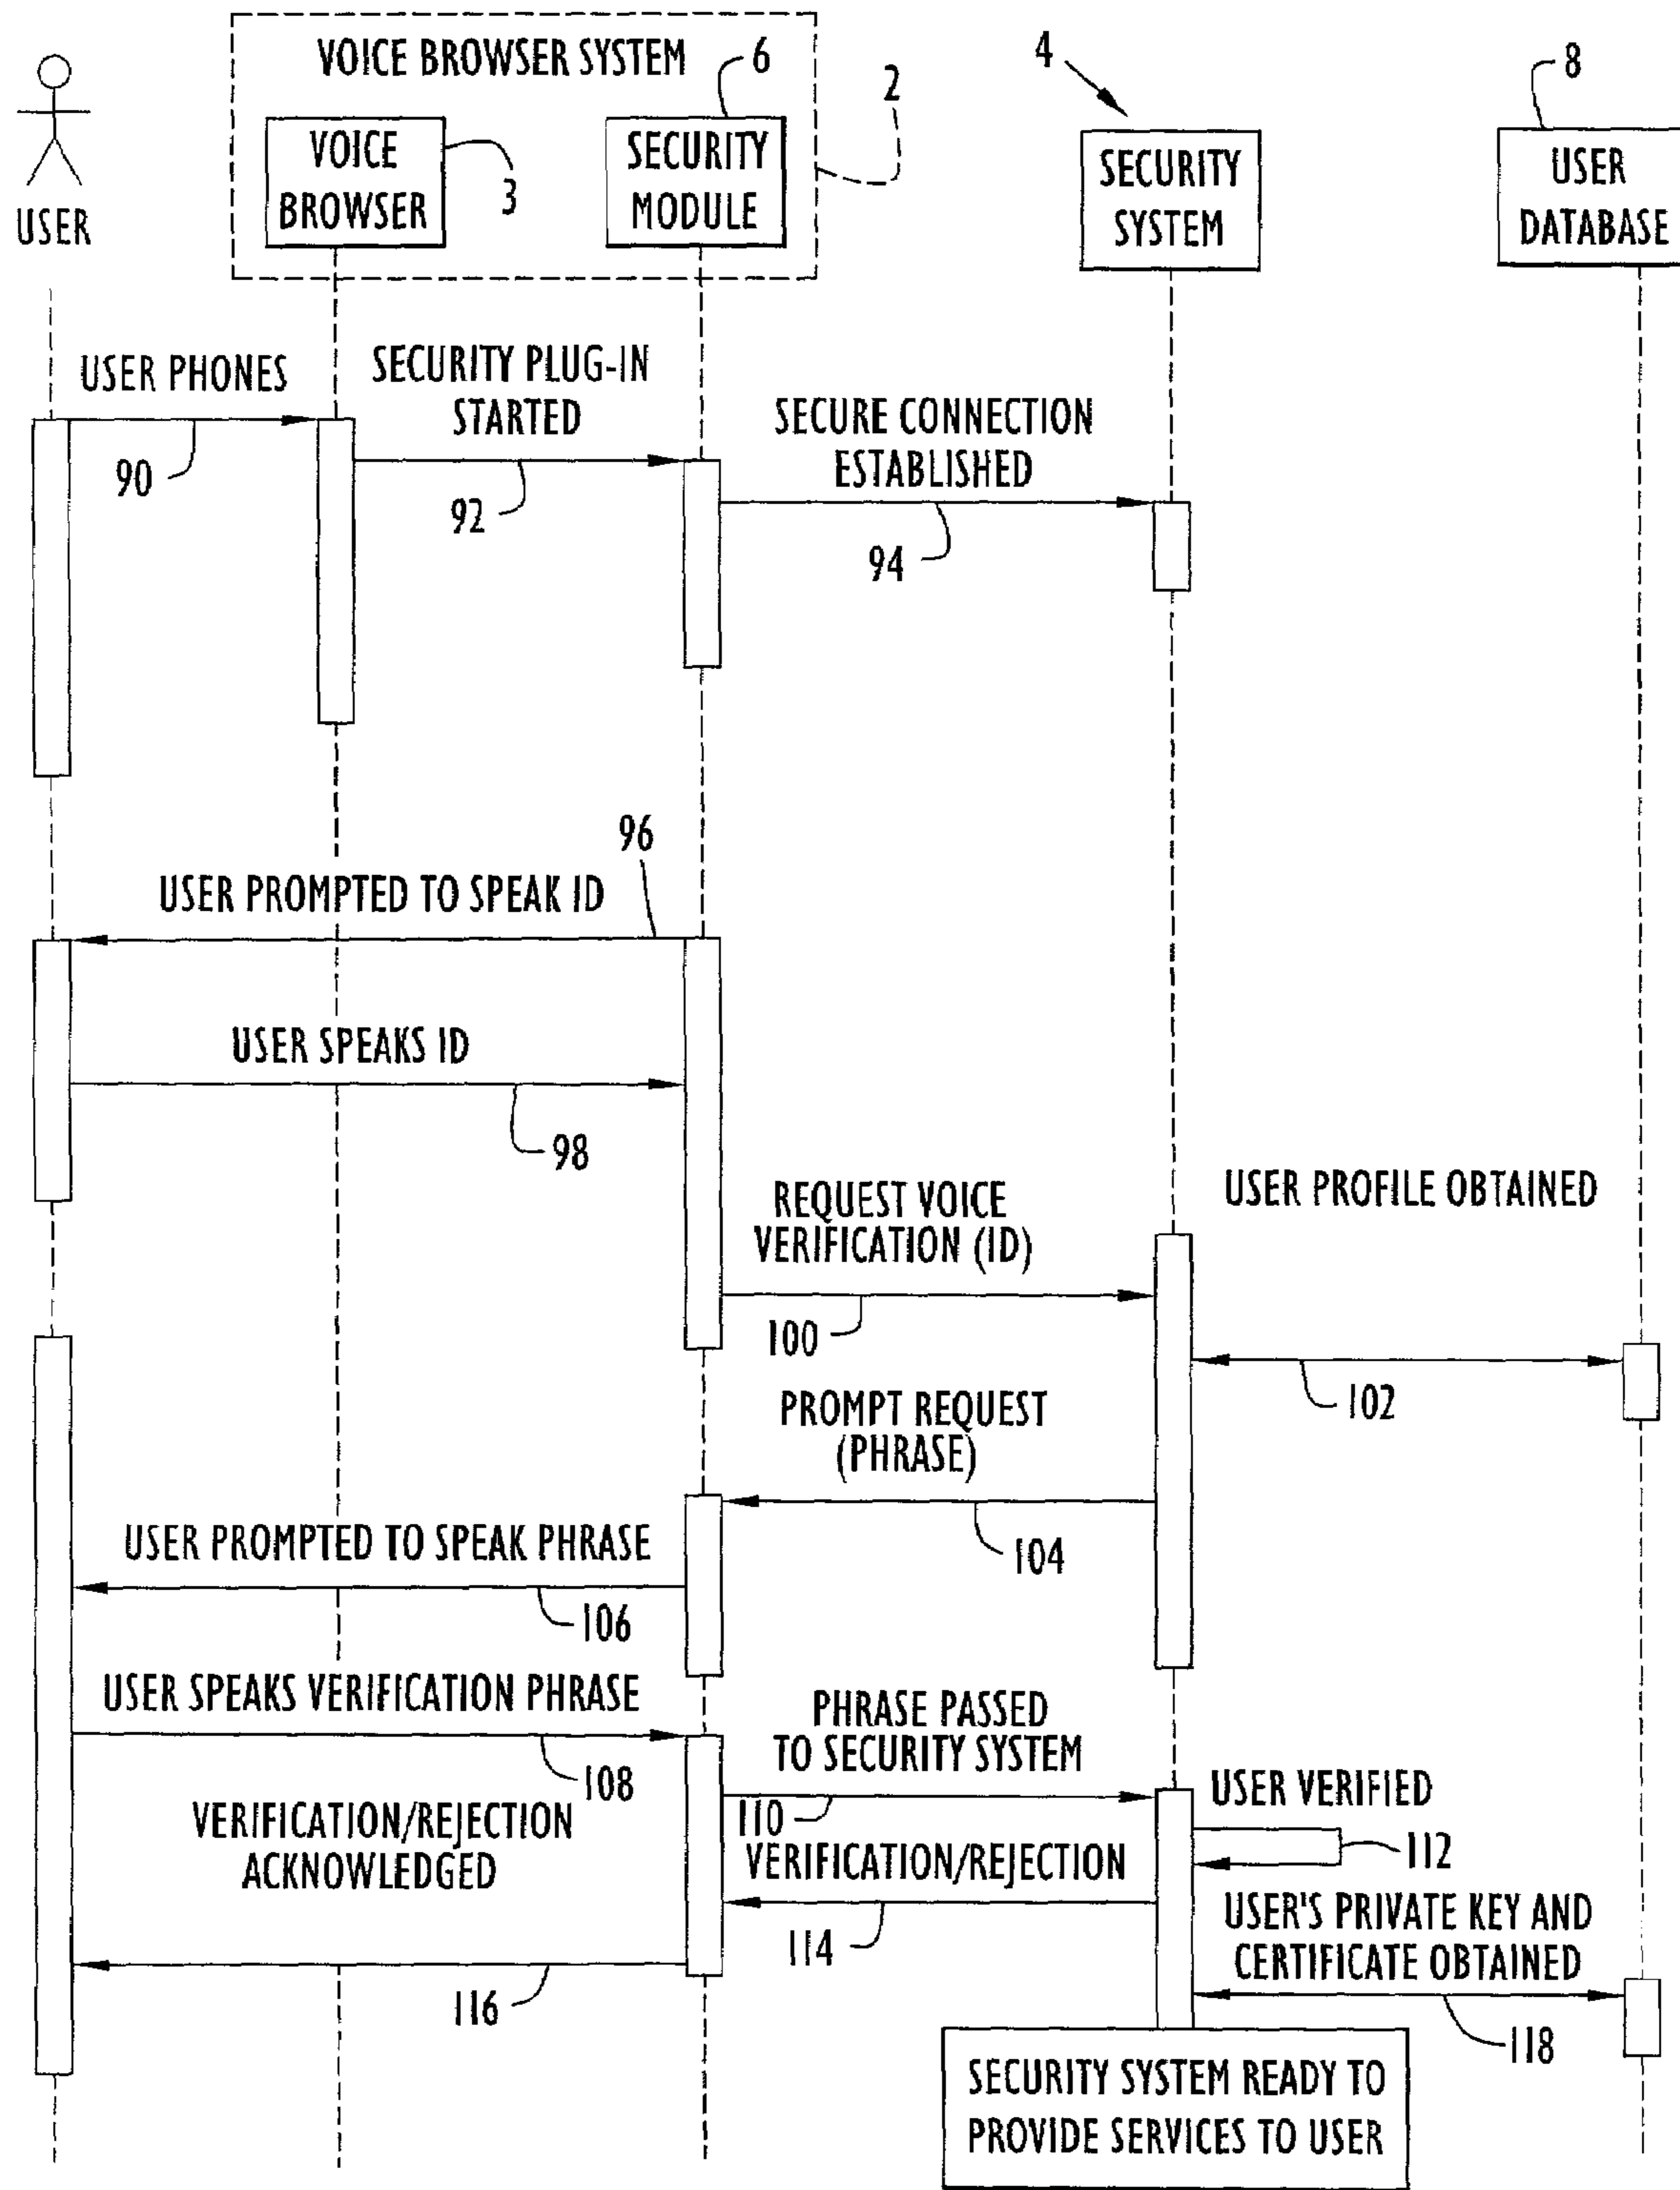 VOICE BROWSER SYSTEM
6
4
8
2
VOICE
BROWSER
3
SECURITY
MODULE
SECURITY
SYSTEM
USER
DATABASE
USER
USER PHONES
90
SECURITY PLUG-IN
STARTED
92
SECURE CONNECTION
ESTABLISHED
94
96
USER PROMPTED TO SPEAK ID
USER SPEAKS ID
98
REQUEST VOICE
VERIFICATION (ID)
100
USER PROFILE OBTAINED
102
PROMPT REQUEST
(PHRASE)
104
USER PROMPTED TO SPEAK PHRASE
106
USER SPEAKS VERIFICATION PHRASE
108
PHRASE PASSED
TO SECURITY SYSTEM
110
USER VERIFIED
112
VERIFICATION/REJECTION
114
VERIFICATION/REJECTION
ACKNOWLEDGED
116
USER'S PRIVATE KEY AND
CERTIFICATE OBTAINED
118
SECURITY SYSTEM READY TO
PROVIDE SERVICES TO USER